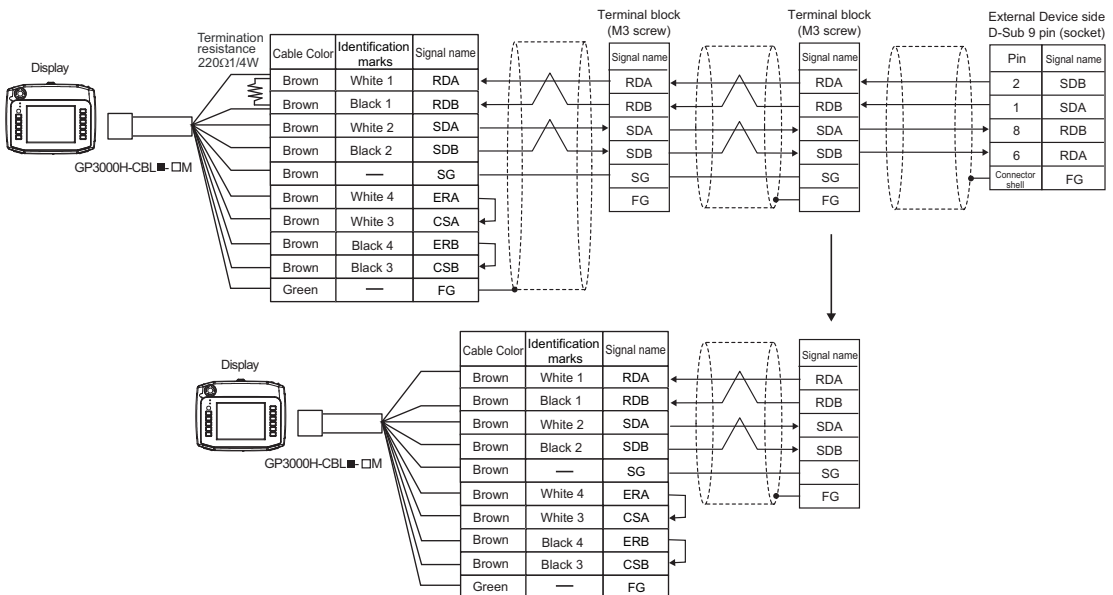 Display
GP3000H-CBL■-□M
Termination
resistance
220Ω1/4W
Cable Color Identification marks Signal name
Brown White 1 RDA
Brown Black 1 RDB
Brown White 2 SDA
Brown Black 2 SDB
Brown — SG
Brown White 4 ERA
Brown White 3 CSA
Brown Black 4 ERB
Brown Black 3 CSB
Green — FG
Terminal block
(M3 screw)
Signal name
RDA
RDB
SDA
SDB
SG
FG
Terminal block
(M3 screw)
Signal name
RDA
RDB
SDA
SDB
SG
FG
External Device side
D-Sub 9 pin (socket)
Pin Signal name
2 SDB
1 SDA
8 RDB
6 RDA
Connector shell FG
Display
GP3000H-CBL■-□M
Cable Color Identification marks Signal name
Brown White 1 RDA
Brown Black 1 RDB
Brown White 2 SDA
Brown Black 2 SDB
Brown — SG
Brown White 4 ERA
Brown White 3 CSA
Brown Black 4 ERB
Brown Black 3 CSB
Green — FG
Signal name
RDA
RDB
SDA
SDB
SG
FG